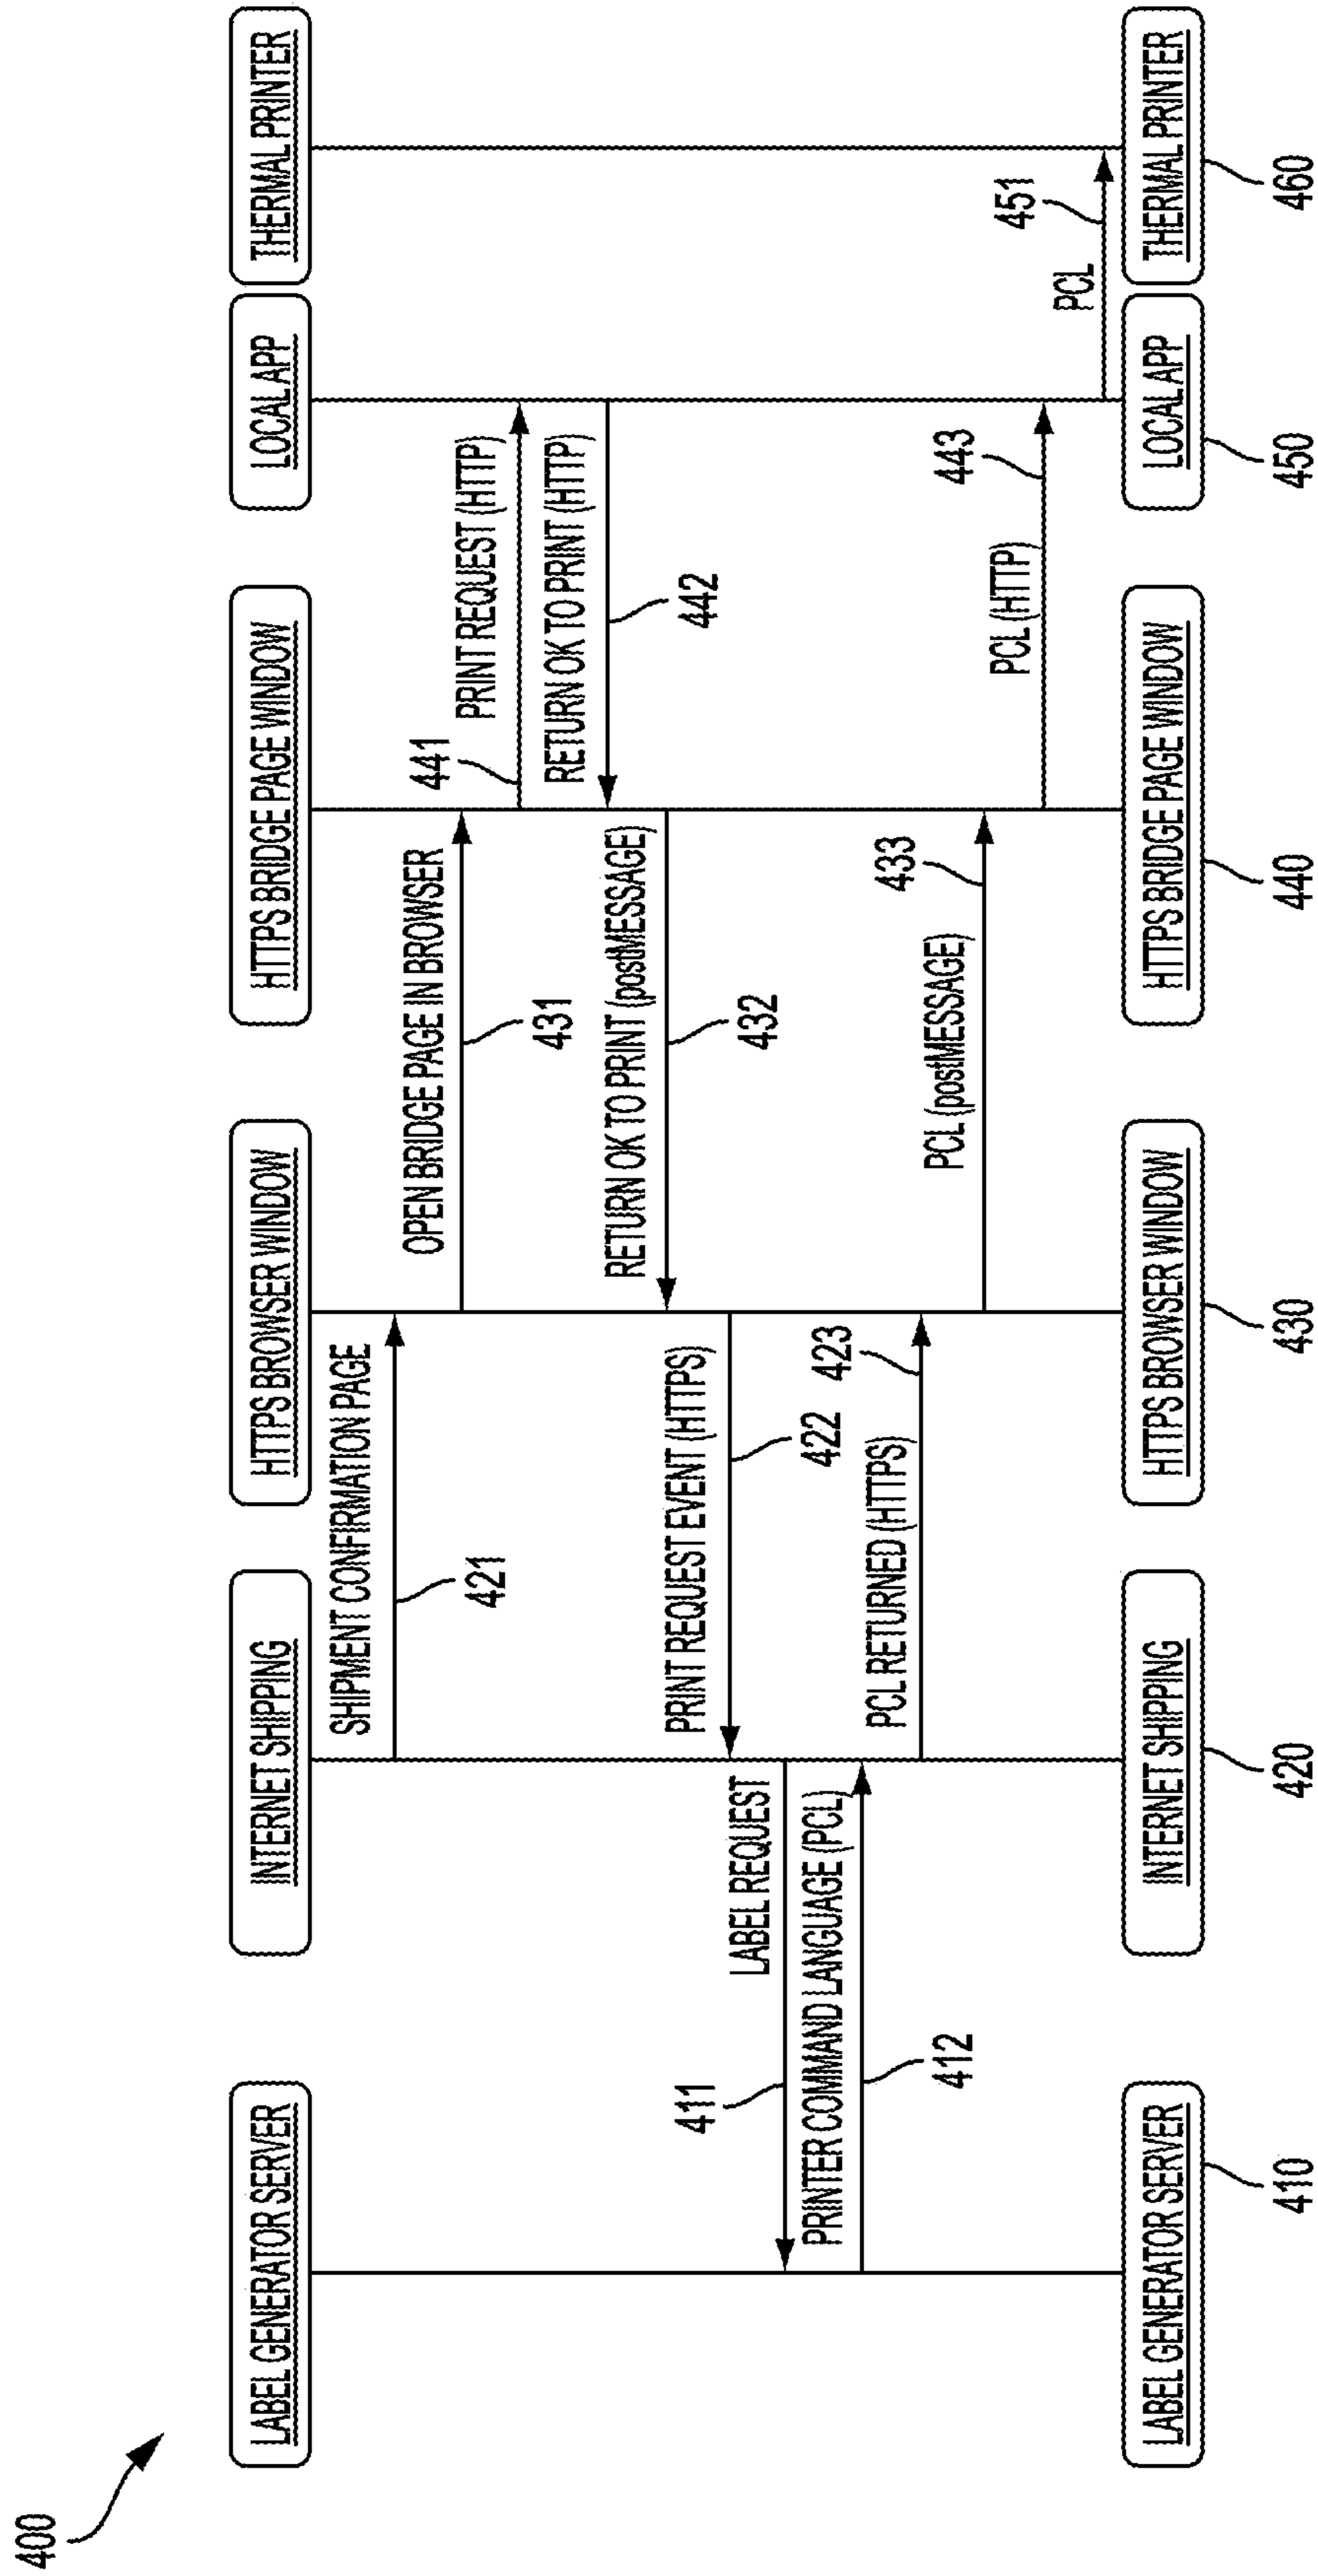 400
LABEL GENERATOR SERVER
INTERNET SHIPPING
HTTPS BROWSER WINDOW
HTTPS BRIDGE PAGE WINDOW
LOCAL APP
THERMAL PRINTER
SHIPMENT CONFIRMATION PAGE
421
OPEN BRIDGE PAGE IN BROWSER
431
441
PRINT REQUEST (HTTP)
RETURN OK TO PRINT (HTTP)
442
RETURN OK TO PRINT (postMESSAGE)
432
PRINT REQUEST EVENT (HTTPS)
422
LABEL REQUEST
411
PRINTER COMMAND LANGUAGE (PCL)
412
PCL RETURNED (HTTPS)
423
PCL (postMESSAGE)
433
PCL (HTTP)
443
PCL
451
LABEL GENERATOR SERVER
INTERNET SHIPPING
HTTPS BROWSER WINDOW
HTTPS BRIDGE PAGE WINDOW
LOCAL APP
THERMAL PRINTER
410
420
430
440
450
460